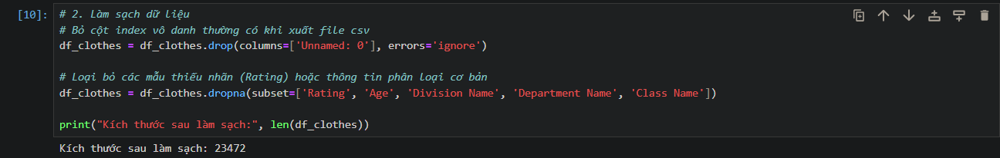 [10]:
# 2. Làm sạch dữ liệu
# Bỏ cột index vô danh thường có khi xuất file csv
df_clothes = df_clothes.drop(columns=['Unnamed: 0'], errors='ignore')
# Loại bỏ các mẫu thiếu nhãn (Rating) hoặc thông tin phân loại cơ bản
df_clothes = df_clothes.dropna(subset=['Rating', 'Age', 'Division Name', 'Department Name', 'Class Name'])
print("Kích thước sau làm sạch:", len(df_clothes))
Kích thước sau làm sạch: 23472